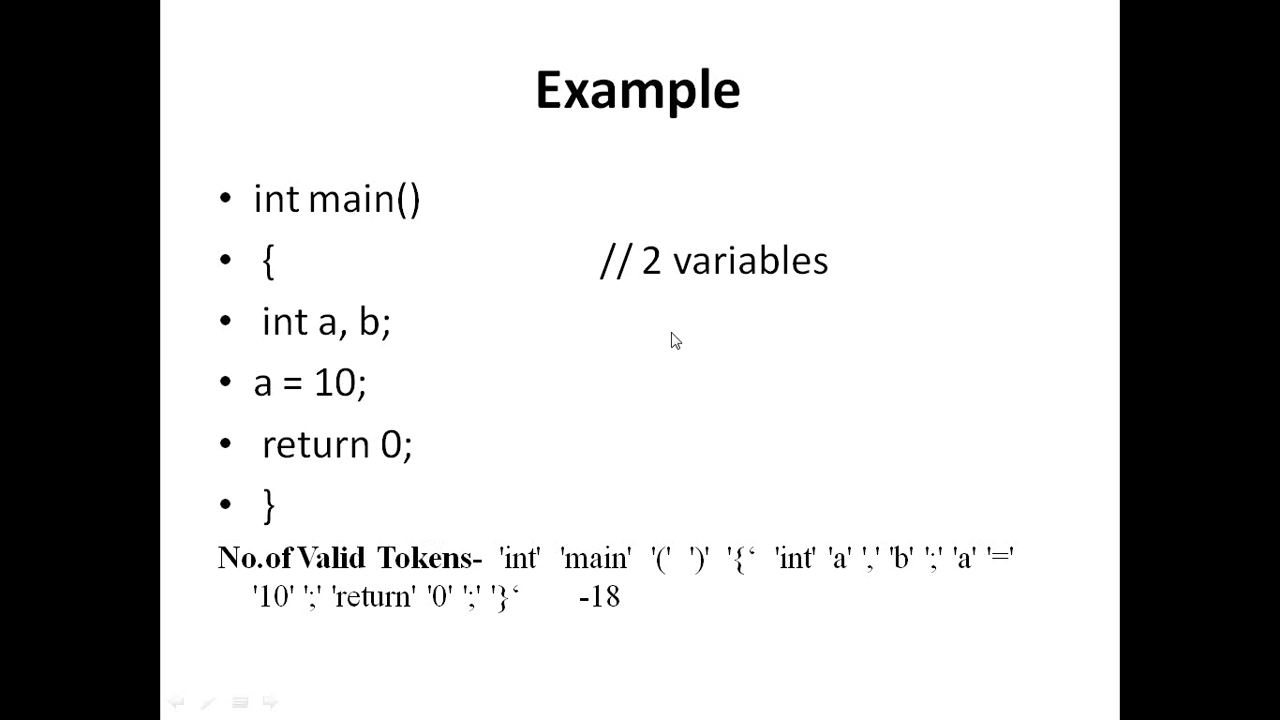 Example
• int main()
• { // 2 variables
• int a, b;
• a = 10;
• return 0;
• }
No.of Valid Tokens- 'int' 'main' '(' ')' '{‘ 'int' 'a' ',' 'b' ';' 'a' '='
'10' ';' 'return' '0' ';' '}‘ -18